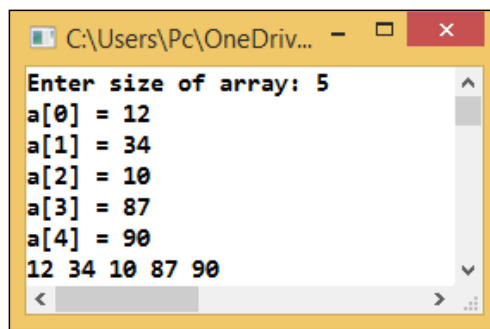 C:\Users\Pc\OneDriv...
Enter size of array: 5
a[0] = 12
a[1] = 34
a[2] = 10
a[3] = 87
a[4] = 90
12 34 10 87 90